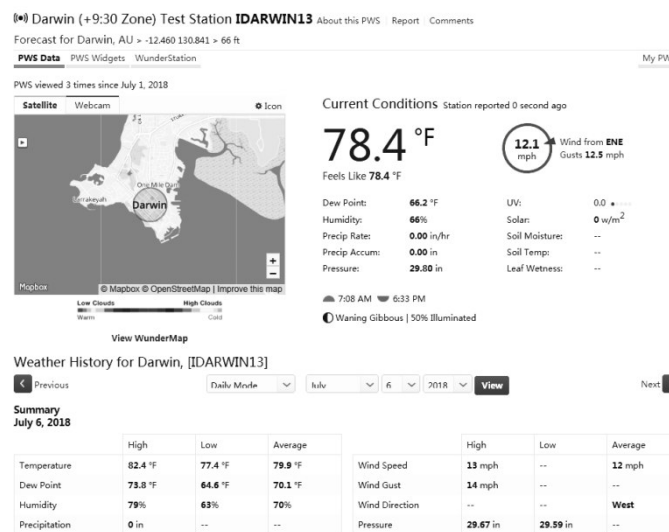 Darwin (+9:30 Zone) Test Station IDARWIN13 About this PWS Report Comments
Forecast for Darwin, AU > -12.460 130.841 > 66 ft
PWS Data PWS Widgets WunderStation My PW
PWS viewed 3 times since July 1, 2018
Satellite Webcam Icon
One Mile Dam
Larrakeyah
Darwin
+
−
Mapbox © Mapbox © OpenStreetMap | Improve this map
Low Clouds High Clouds
Warm Cold
View WunderMap
Current Conditions Station reported 0 second ago
78.4 °F
Feels Like 78.4 °F
12.1
mph
Wind from ENE
Gusts 12.5 mph
Dew Point: 66.2 °F
Humidity: 66%
Precip Rate: 0.00 in/hr
Precip Accum: 0.00 in
Pressure: 29.80 in
UV: 0.0
Solar: 0 w/m2
Soil Moisture: --
Soil Temp: --
Leaf Wetness: --
7:08 AM 6:33 PM
Waning Gibbous | 50% Illuminated
Weather History for Darwin, [IDARWIN13]
Previous Daily Mode July 6 2018 View Next
Summary
July 6, 2018
High Low Average
Temperature 82.4 °F 77.4 °F 79.9 °F
Dew Point 73.8 °F 64.6 °F 70.1 °F
Humidity 79% 63% 70%
Precipitation 0 in -- --
High Low Average
Wind Speed 13 mph -- 12 mph
Wind Gust 14 mph -- --
Wind Direction -- -- West
Pressure 29.67 in 29.59 in --